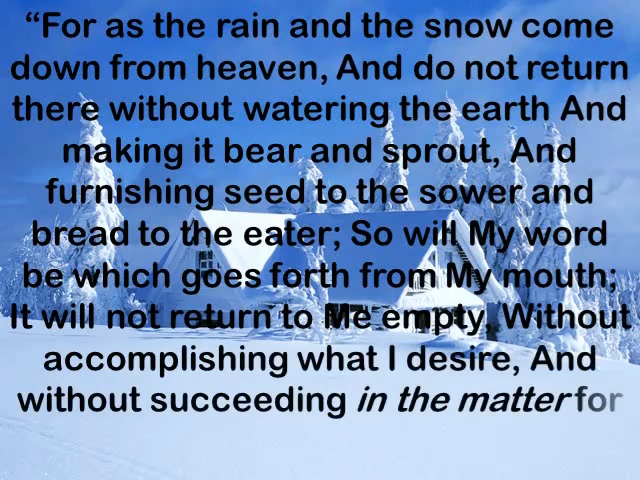 “For as the rain and the snow come
down from heaven, And do not return
there without watering the earth And
making it bear and sprout, And
furnishing seed to the sower and
bread to the eater; So will My word
be which goes forth from My mouth;
It will not return to Me empty, Without
accomplishing what I desire, And
without succeeding in the matter for